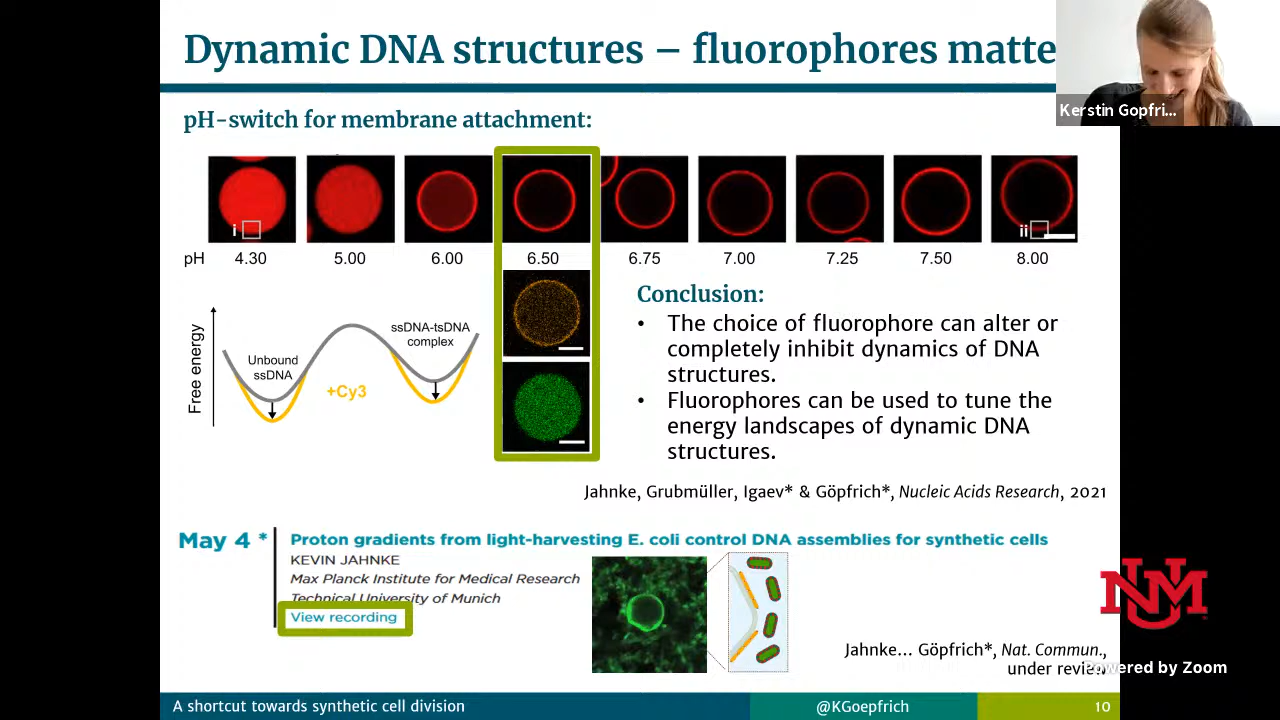 Dynamic DNA structures – fluorophores matte
Kerstin Gopfri...
pH-switch for membrane attachment:
i
ii
pH 4.30 5.00 6.00 6.50 6.75 7.00 7.25 7.50 8.00
Free energy
Unbound
ssDNA
+Cy3
ssDNA-tsDNA
complex
Conclusion:
• The choice of fluorophore can alter or
completely inhibit dynamics of DNA
structures.
• Fluorophores can be used to tune the
energy landscapes of dynamic DNA
structures.
Jahnke, Grubmüller, Igaev* & Göpfrich*, Nucleic Acids Research, 2021
May 4 *
Proton gradients from light-harvesting E. coli control DNA assemblies for synthetic cells
KEVIN JAHNKE
Max Planck Institute for Medical Research
Technical University of Munich
View recording
UNM
Jahnke... Göpfrich*, Nat. Commun.,
under review
Powered by Zoom
A shortcut towards synthetic cell division
@KGoepfrich
10